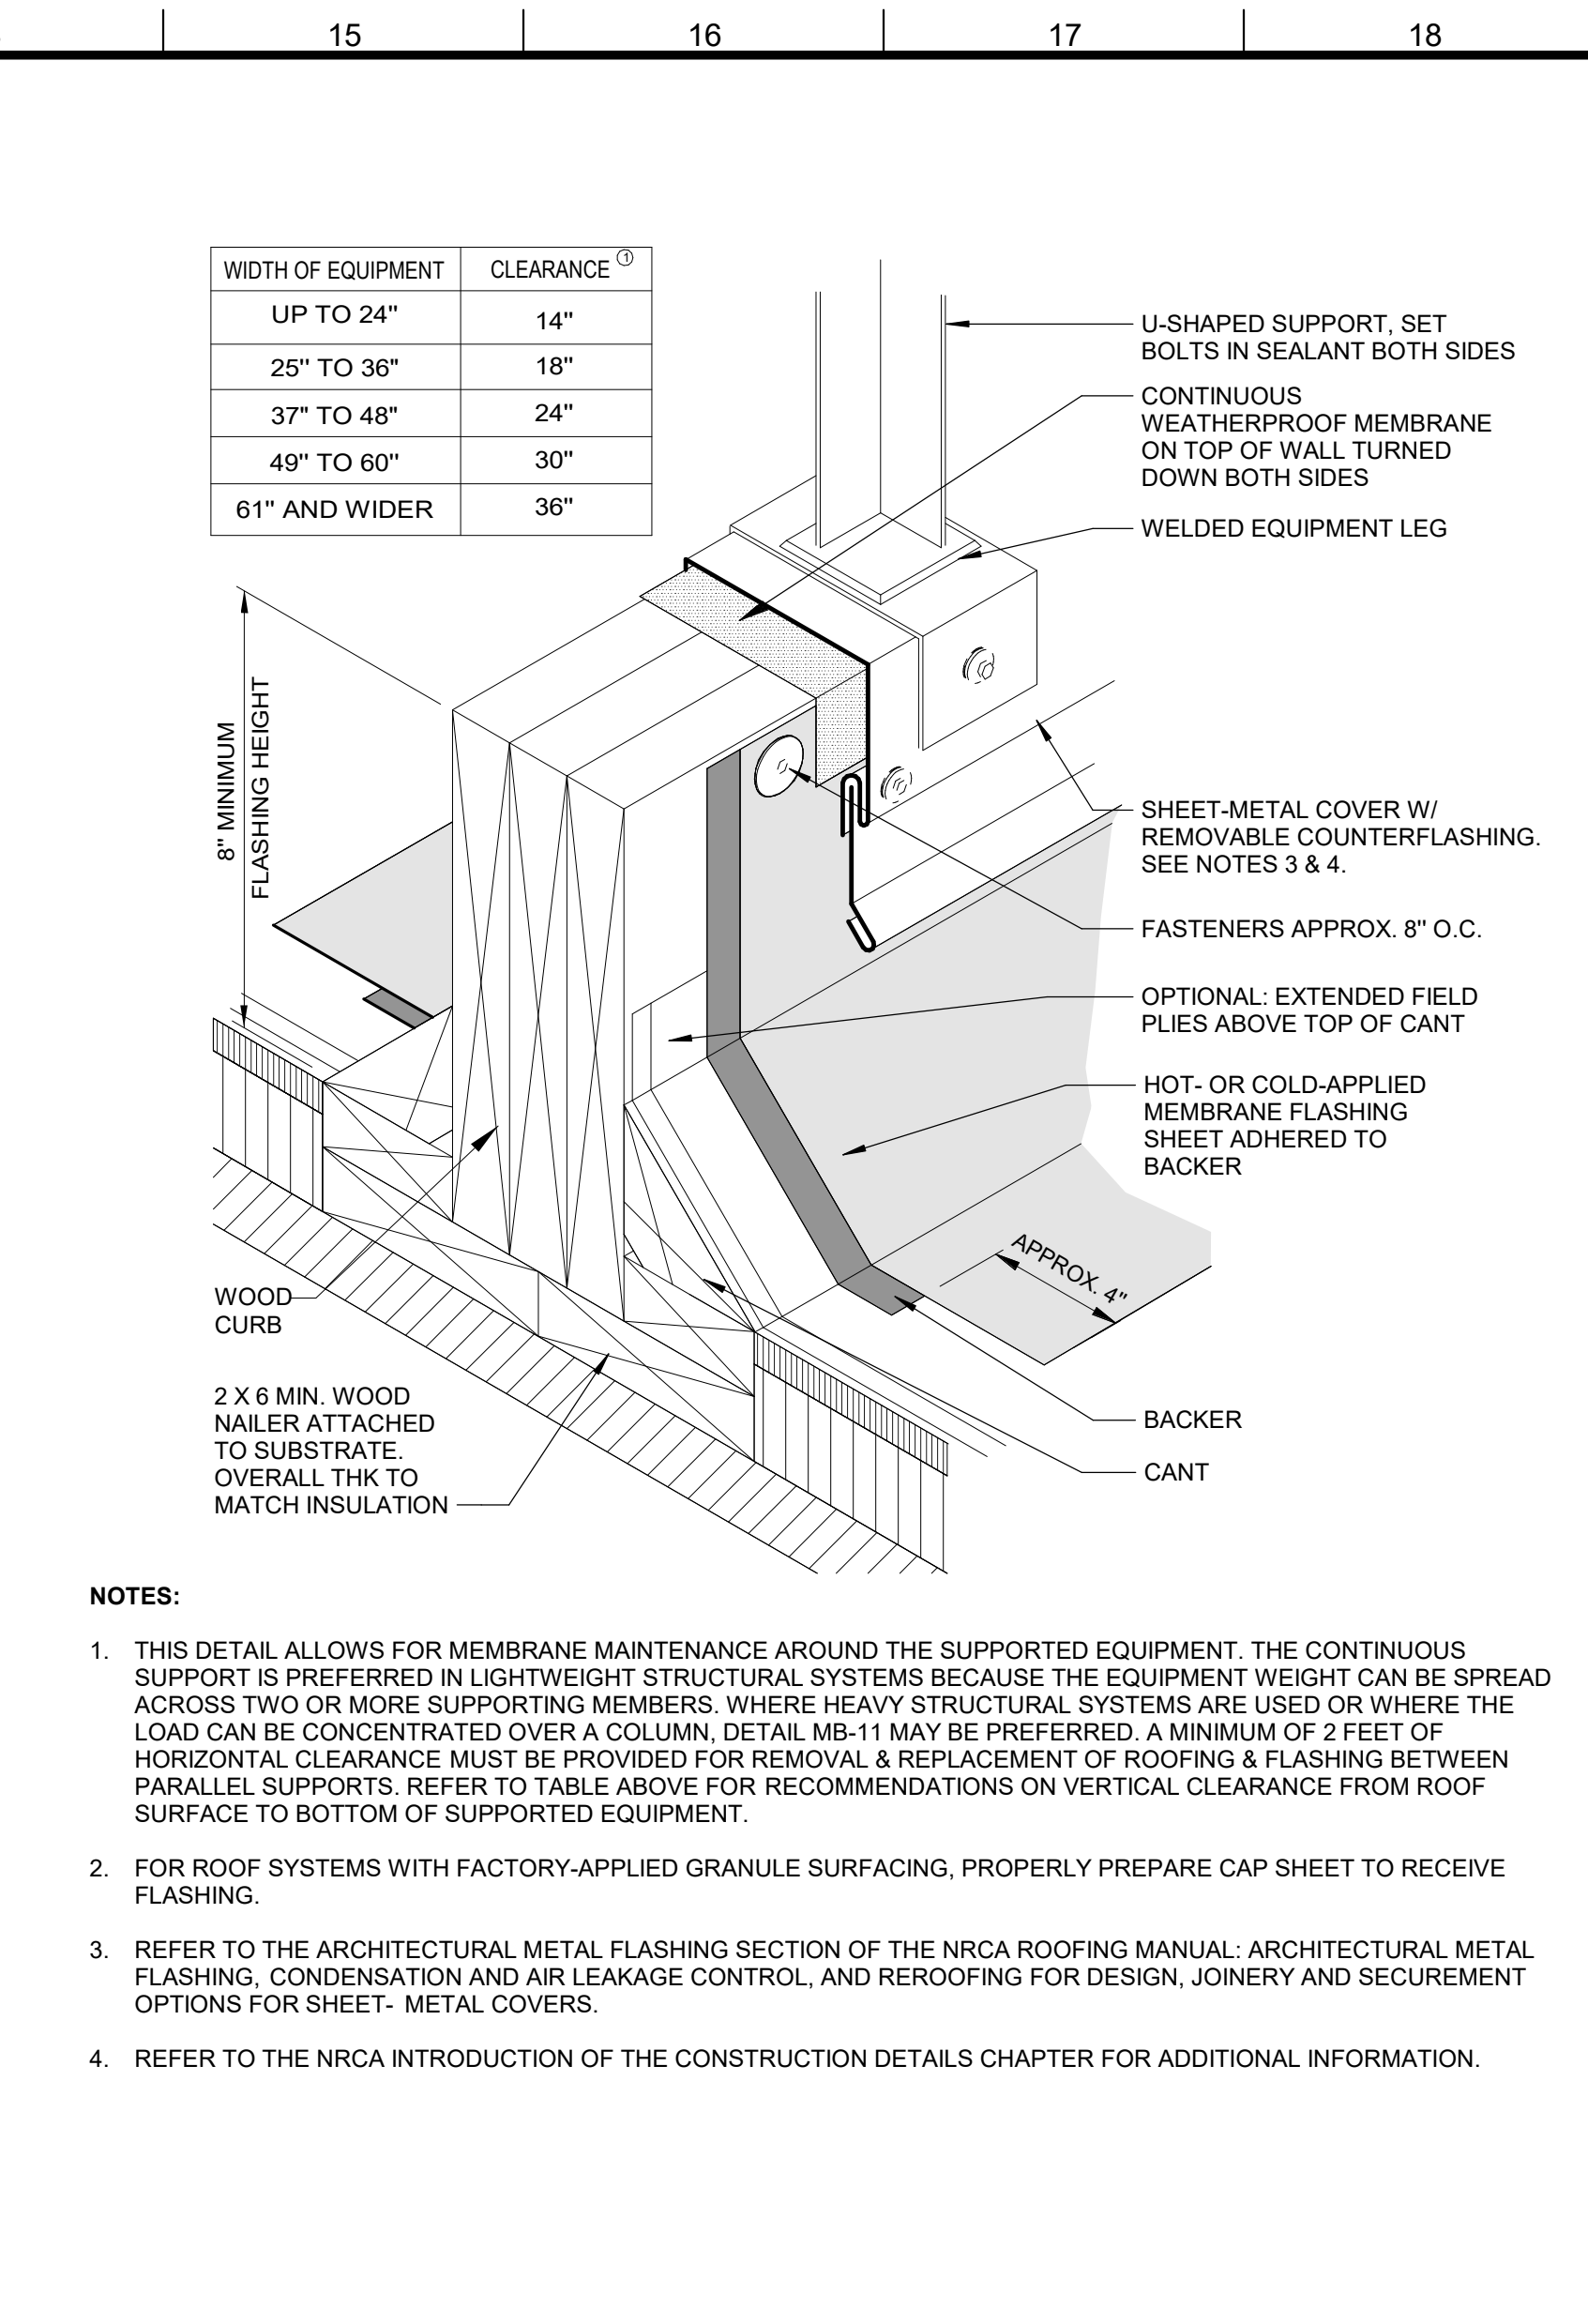 15 16 17 18
WIDTH OF EQUIPMENT CLEARANCE ①
UP TO 24" 14"
25" TO 36" 18"
37" TO 48" 24"
49" TO 60" 30"
61" AND WIDER 36"
U-SHAPED SUPPORT, SET
BOLTS IN SEALANT BOTH SIDES
CONTINUOUS
WEATHERPROOF MEMBRANE
ON TOP OF WALL TURNED
DOWN BOTH SIDES
WELDED EQUIPMENT LEG
8" MINIMUM
FLASHING HEIGHT
SHEET-METAL COVER W/
REMOVABLE COUNTERFLASHING.
SEE NOTES 3 & 4.
FASTENERS APPROX. 8" O.C.
OPTIONAL: EXTENDED FIELD
PLIES ABOVE TOP OF CANT
HOT- OR COLD-APPLIED
MEMBRANE FLASHING
SHEET ADHERED TO
BACKER
APPROX. 4"
WOOD
CURB
2 X 6 MIN. WOOD
NAILER ATTACHED
TO SUBSTRATE.
OVERALL THK TO
MATCH INSULATION
BACKER
CANT
NOTES:
1. THIS DETAIL ALLOWS FOR MEMBRANE MAINTENANCE AROUND THE SUPPORTED EQUIPMENT. THE CONTINUOUS
SUPPORT IS PREFERRED IN LIGHTWEIGHT STRUCTURAL SYSTEMS BECAUSE THE EQUIPMENT WEIGHT CAN BE SPREAD
ACROSS TWO OR MORE SUPPORTING MEMBERS. WHERE HEAVY STRUCTURAL SYSTEMS ARE USED OR WHERE THE
LOAD CAN BE CONCENTRATED OVER A COLUMN, DETAIL MB-11 MAY BE PREFERRED. A MINIMUM OF 2 FEET OF
HORIZONTAL CLEARANCE MUST BE PROVIDED FOR REMOVAL & REPLACEMENT OF ROOFING & FLASHING BETWEEN
PARALLEL SUPPORTS. REFER TO TABLE ABOVE FOR RECOMMENDATIONS ON VERTICAL CLEARANCE FROM ROOF
SURFACE TO BOTTOM OF SUPPORTED EQUIPMENT.
2. FOR ROOF SYSTEMS WITH FACTORY-APPLIED GRANULE SURFACING, PROPERLY PREPARE CAP SHEET TO RECEIVE
FLASHING.
3. REFER TO THE ARCHITECTURAL METAL FLASHING SECTION OF THE NRCA ROOFING MANUAL: ARCHITECTURAL METAL
FLASHING, CONDENSATION AND AIR LEAKAGE CONTROL, AND REROOFING FOR DESIGN, JOINERY AND SECUREMENT
OPTIONS FOR SHEET- METAL COVERS.
4. REFER TO THE NRCA INTRODUCTION OF THE CONSTRUCTION DETAILS CHAPTER FOR ADDITIONAL INFORMATION.